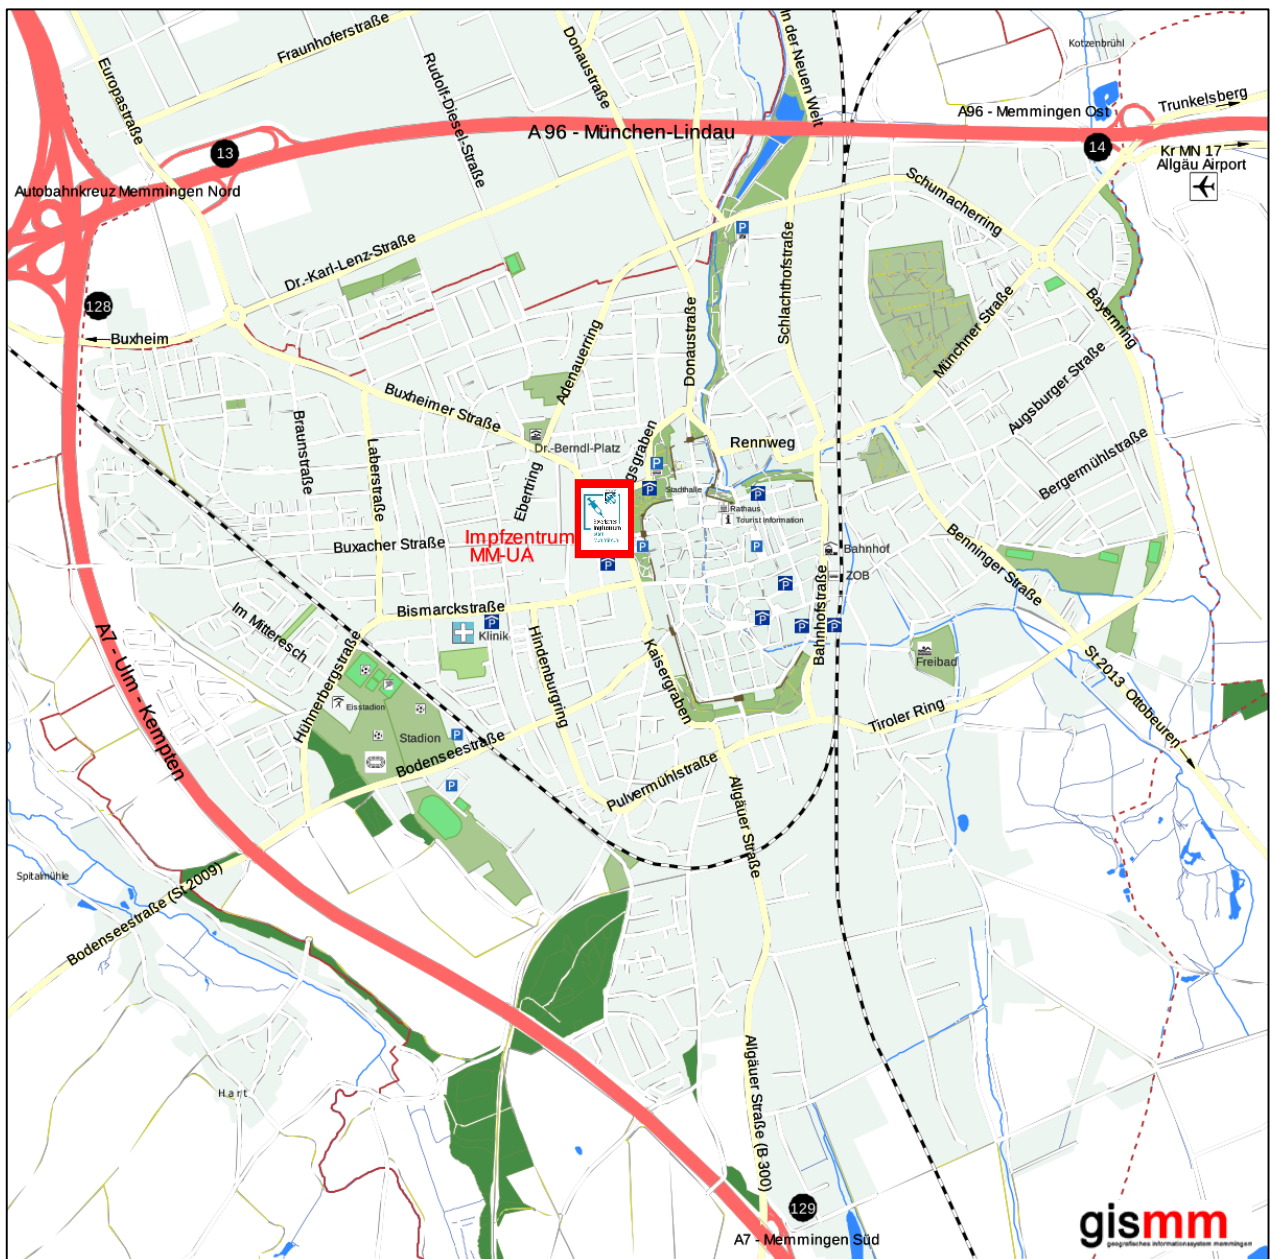 Fraunhoferstraße
Donaustraße
In der Neuen Welt
Kotzenbrühl
Europastraße
Rudolf-Diesel-Straße
A96 - Memmingen Ost
Trunkelsberg
A 96 - München-Lindau
13
14
Kr MN 17
Allgäu Airport
Autobahnkreuz Memmingen Nord
Schumacherring
Dr.-Karl-Lenz-Straße
P
Schlachthofstraße
128
Buxheim
Donaustraße
Münchner Straße
Bayernring
Adenauerring
Augsburger Straße
Buxheimer Straße
Braunstraße
Laberstraße
Dr.-Berndl-Platz
Rennweg
Bergermühlstraße
Ebertring
gsgraben
P
Stadthalle
P
P
Rathaus
Tourist Information
Impfzentrum
MM-UA
Buxacher Straße
P
P
Bahnhof
Benninger Straße
P
ZOB
P
Bismarckstraße
P
Klinik
Im Mitteresch
Hindenburgring
Kaisergraben
P
P
P
Bahnhofstraße
Freibad
Hühnerbergstraße
Eisstadion
Stadion
P
Bodenseestraße
St 2013 Ottobeuren
Tiroler Ring
A7 - Ulm - Kempten
P
Pulvermühlstraße
Allgäuer Straße
Spitalmühle
Bodenseestraße (St 2009)
Hart
Allgäuer Straße (B 300)
129
A7 - Memmingen Süd
gismm
geografisches informationssystem memmingen